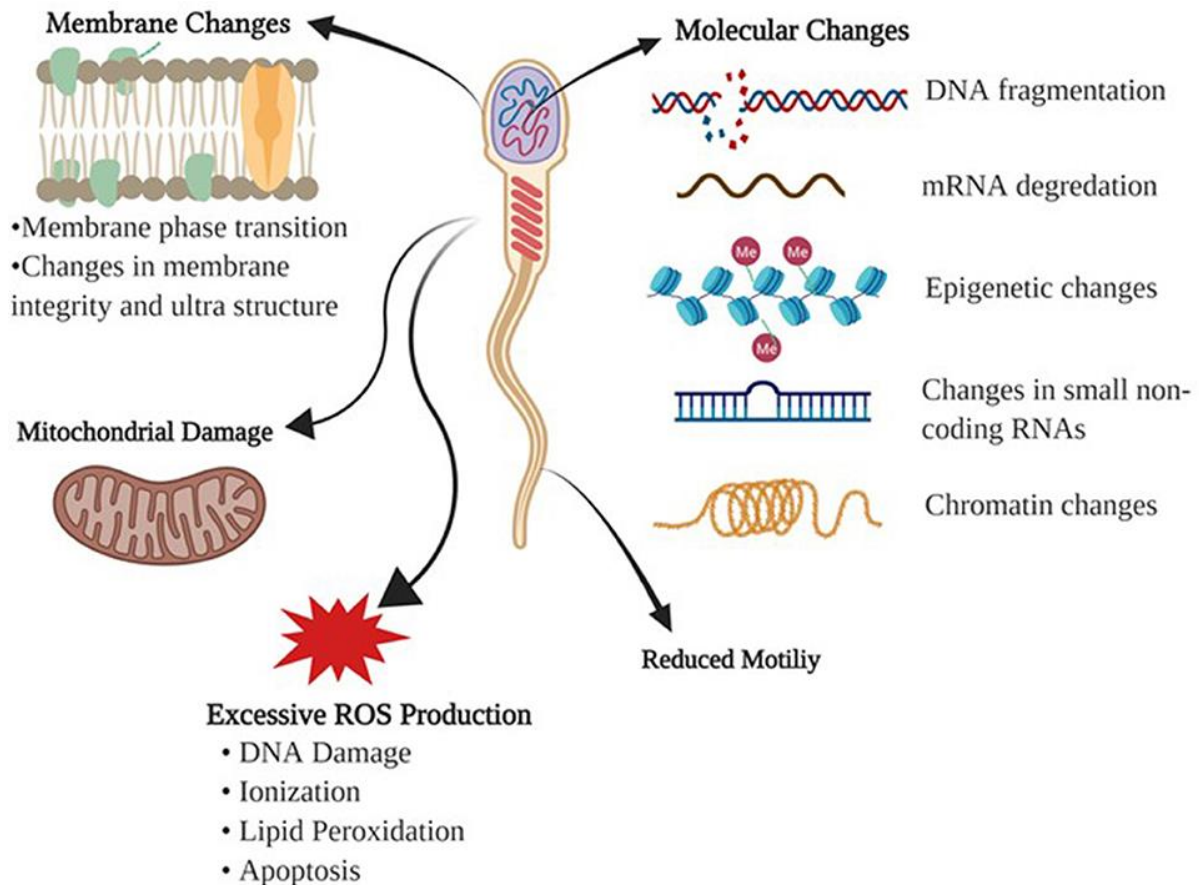 Membrane Changes
•Membrane phase transition
•Changes in membrane
integrity and ultra structure
Molecular Changes
DNA fragmentation
mRNA degredation
Me
Me
Me
Epigenetic changes
Changes in small non-
coding RNAs
Chromatin changes
Mitochondrial Damage
Reduced Motiliy
Excessive ROS Production
• DNA Damage
• Ionization
• Lipid Peroxidation
• Apoptosis